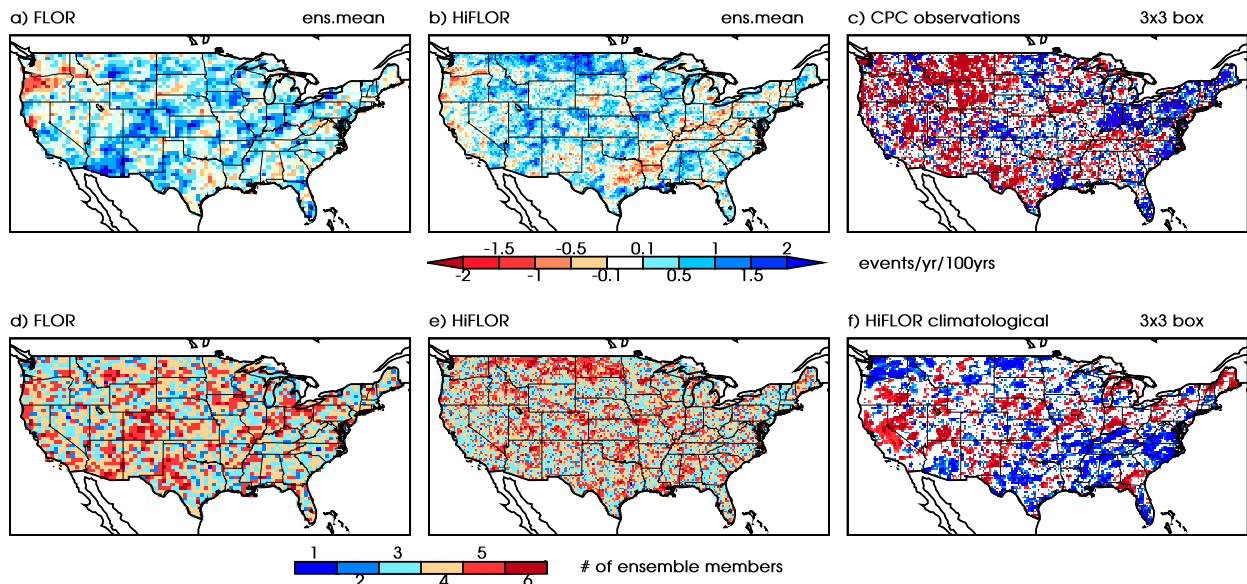 a) FLOR ens.mean
b) HiFLOR ens.mean
c) CPC observations 3x3 box
-1.5 -0.5 0.1 1 2
-2 -1 -0.1 0.5 1.5
events/yr/100yrs
d) FLOR
e) HiFLOR
f) HiFLOR climatological 3x3 box
1 3 5
2 4 6
# of ensemble members